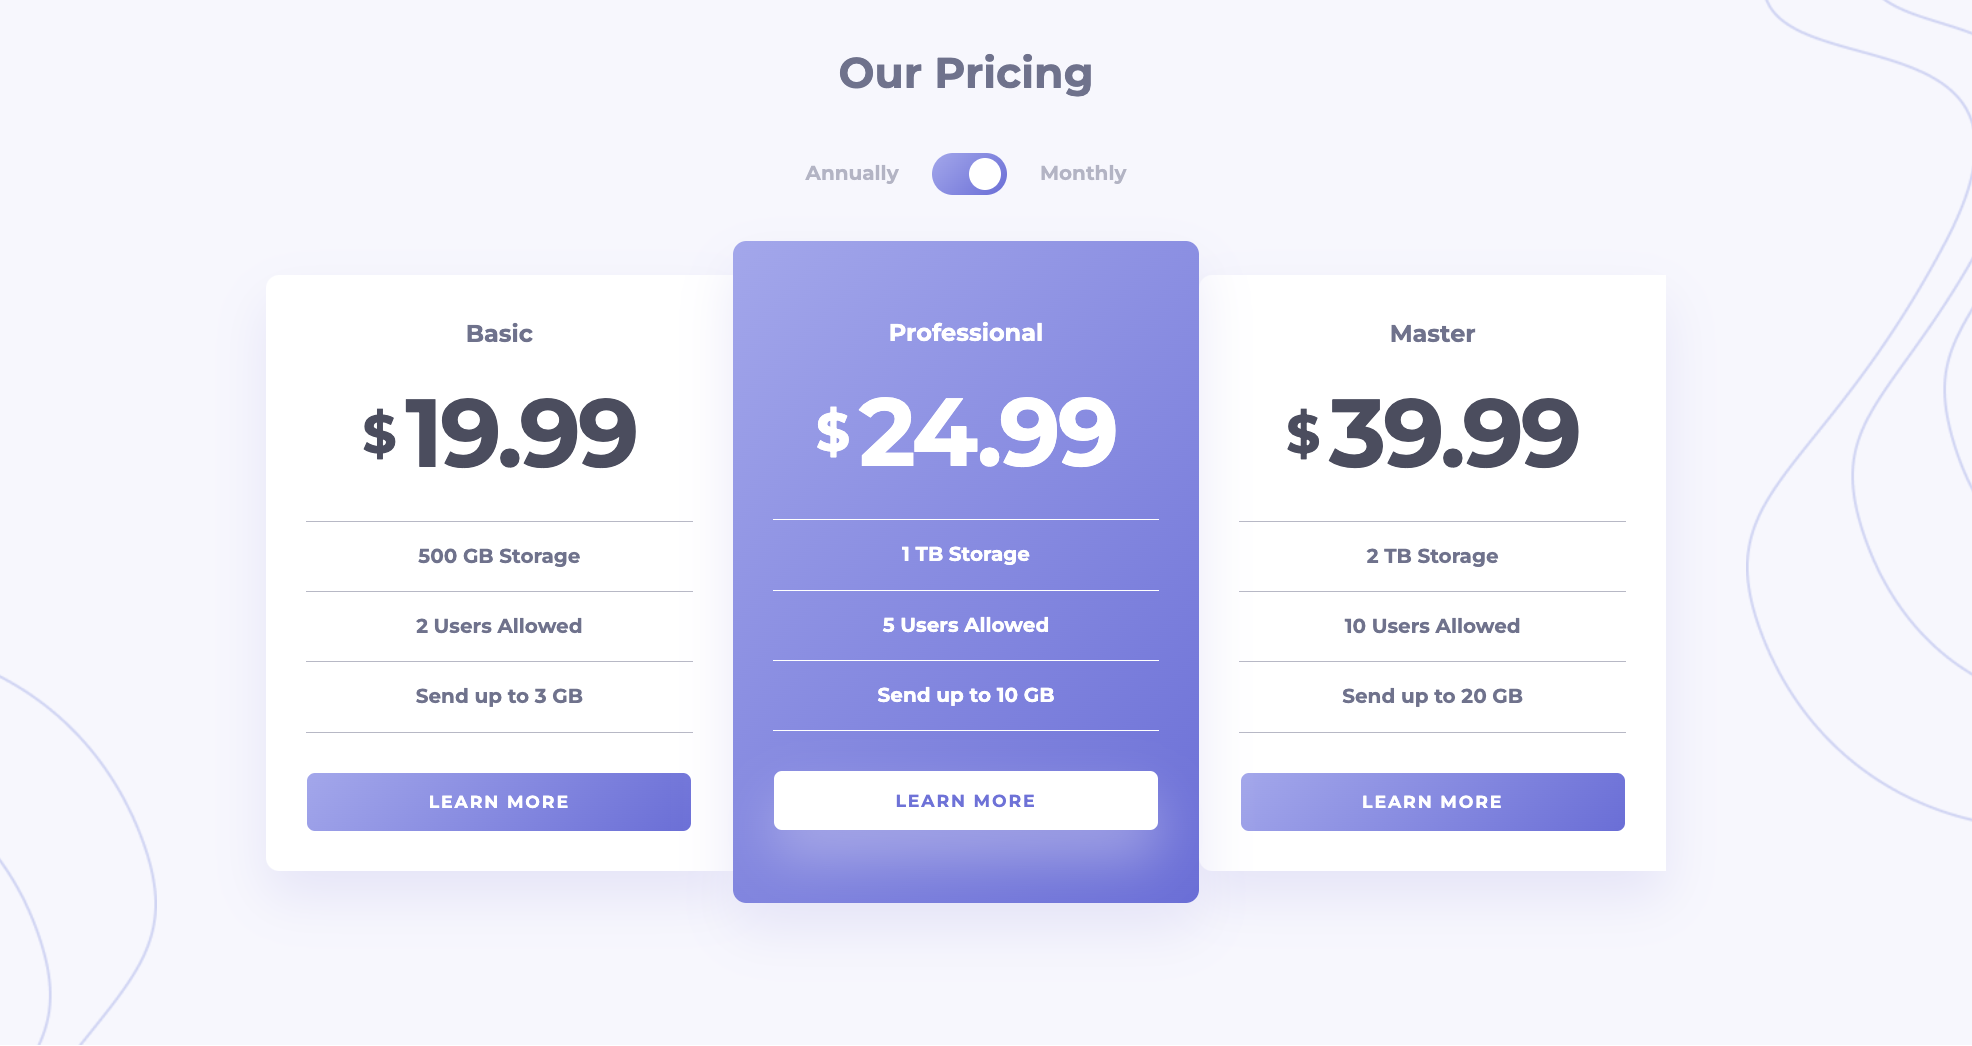 Our Pricing
Annually
Monthly
Basic
$19.99
500 GB Storage
2 Users Allowed
Send up to 3 GB
LEARN MORE
Professional
$24.99
1 TB Storage
5 Users Allowed
Send up to 10 GB
LEARN MORE
Master
$39.99
2 TB Storage
10 Users Allowed
Send up to 20 GB
LEARN MORE